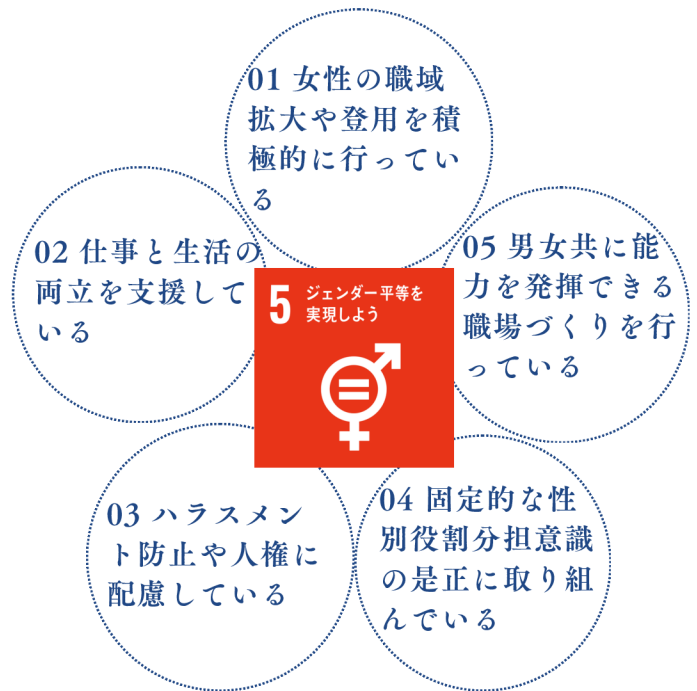 01 女性の職域
拡大や登用を積
極的に行ってい
る
02 仕事と生活の
両立を支援して
いる
05 男女共に能
力を発揮できる
職場づくりを行
っている
5 ジェンダー平等を
実現しよう
03 ハラスメン
ト防止や人権に
配慮している
04 固定的な性
別役割分担意識
の是正に取り組
んでいる